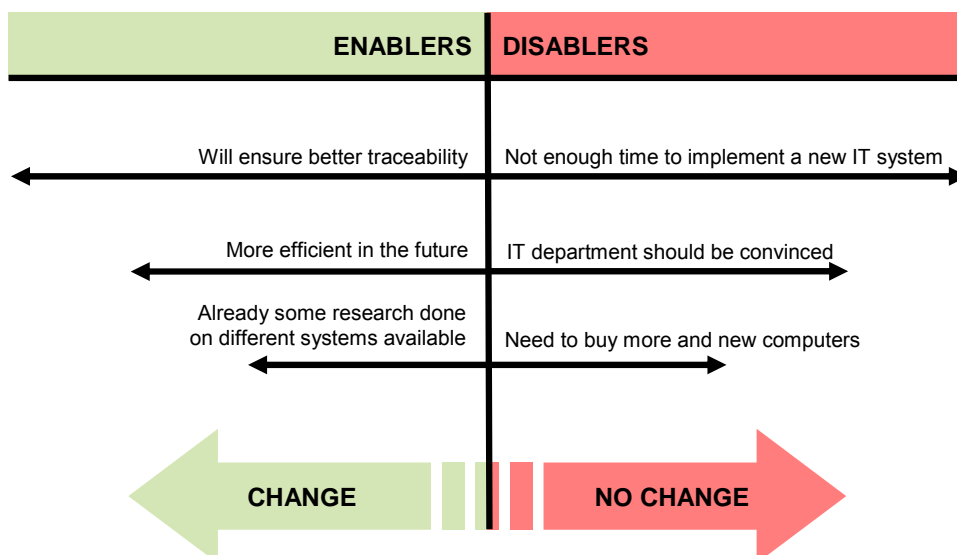 ENABLERS DISABLERS
Will ensure better traceability
Not enough time to implement a new IT system
More efficient in the future
IT department should be convinced
Already some research done
on different systems available
Need to buy more and new computers
CHANGE
NO CHANGE